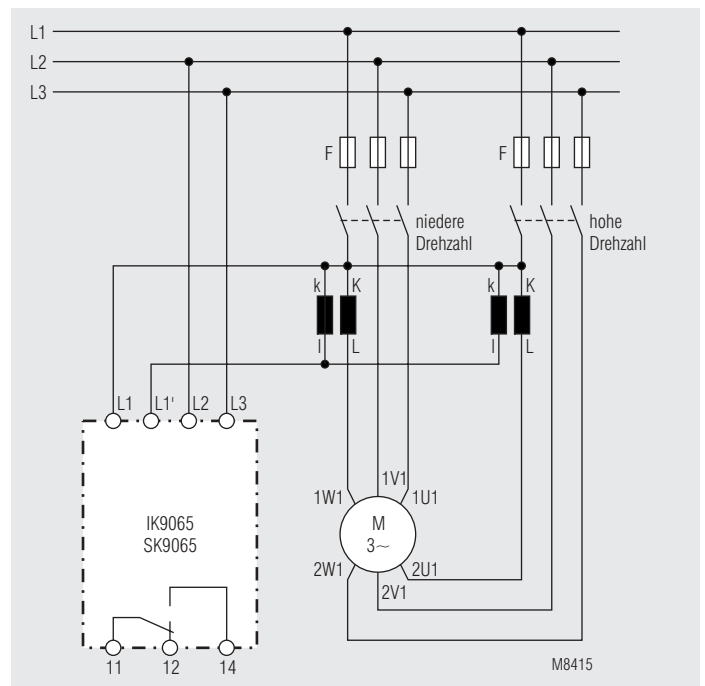 L1
L2
L3
F
F
niedere
Drehzahl
hohe
Drehzahl
k
K
k
K
l
L
l
L
L1
L1'
L2
L3
1V1
1W1
1U1
M
3~
IK9065
SK9065
2W1
2U1
2V1
11
12
14
M8415